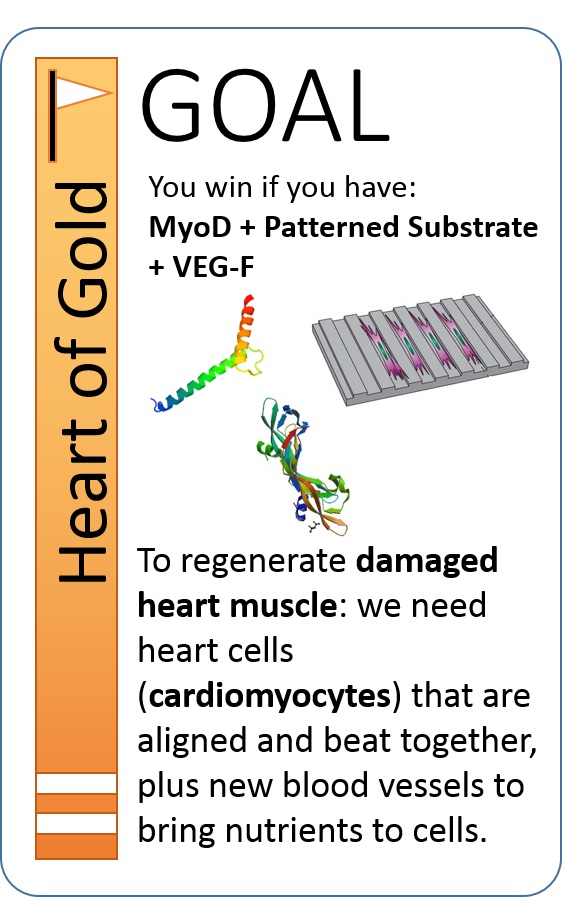 GOAL
Heart of Gold
You win if you have:
MyoD + Patterned Substrate
+ VEG-F
To regenerate damaged
heart muscle: we need
heart cells
(cardiomyocytes) that are
aligned and beat together,
plus new blood vessels to
bring nutrients to cells.